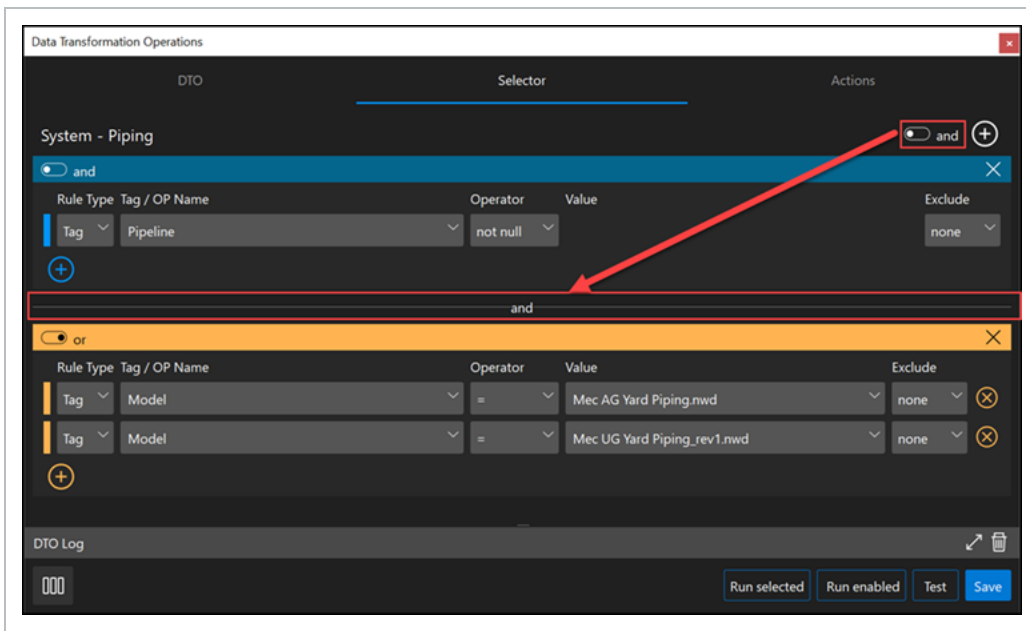 Data Transformation Operations
DTO Selector Actions
System - Piping and
and
Rule Type Tag / OP Name Operator Value Exclude
Tag Pipeline not null none
and
or
Rule Type Tag / OP Name Operator Value Exclude
Tag Model = Mec AG Yard Piping.nwd none
Tag Model = Mec UG Yard Piping_rev1.nwd none
DTO Log
Run selected Run enabled Test Save